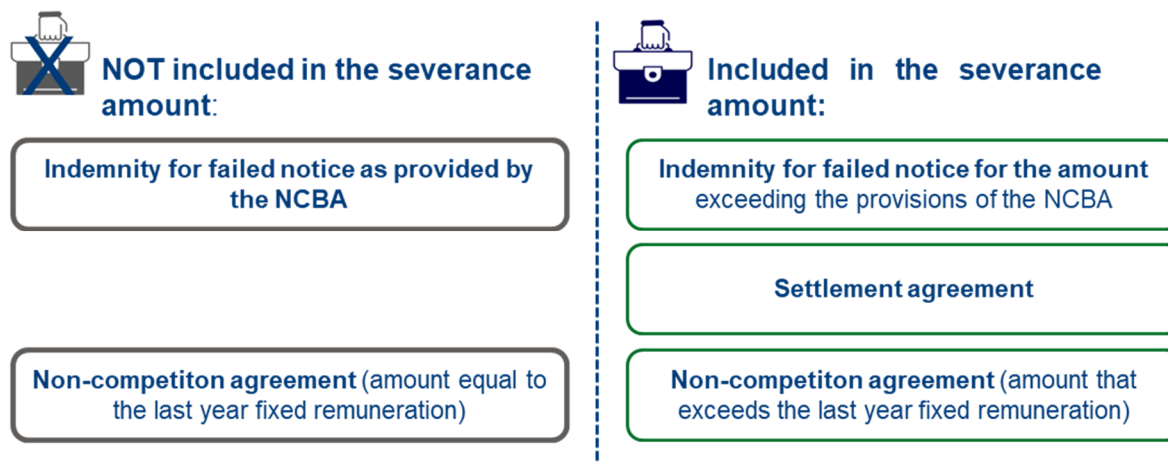 NOT included in the severance
amount:
Indemnity for failed notice as provided by
the NCBA
Non-competiton agreement (amount equal to
the last year fixed remuneration)
Included in the severance
amount:
Indemnity for failed notice for the amount
exceeding the provisions of the NCBA
Settlement agreement
Non-competiton agreement (amount that
exceeds the last year fixed remuneration)